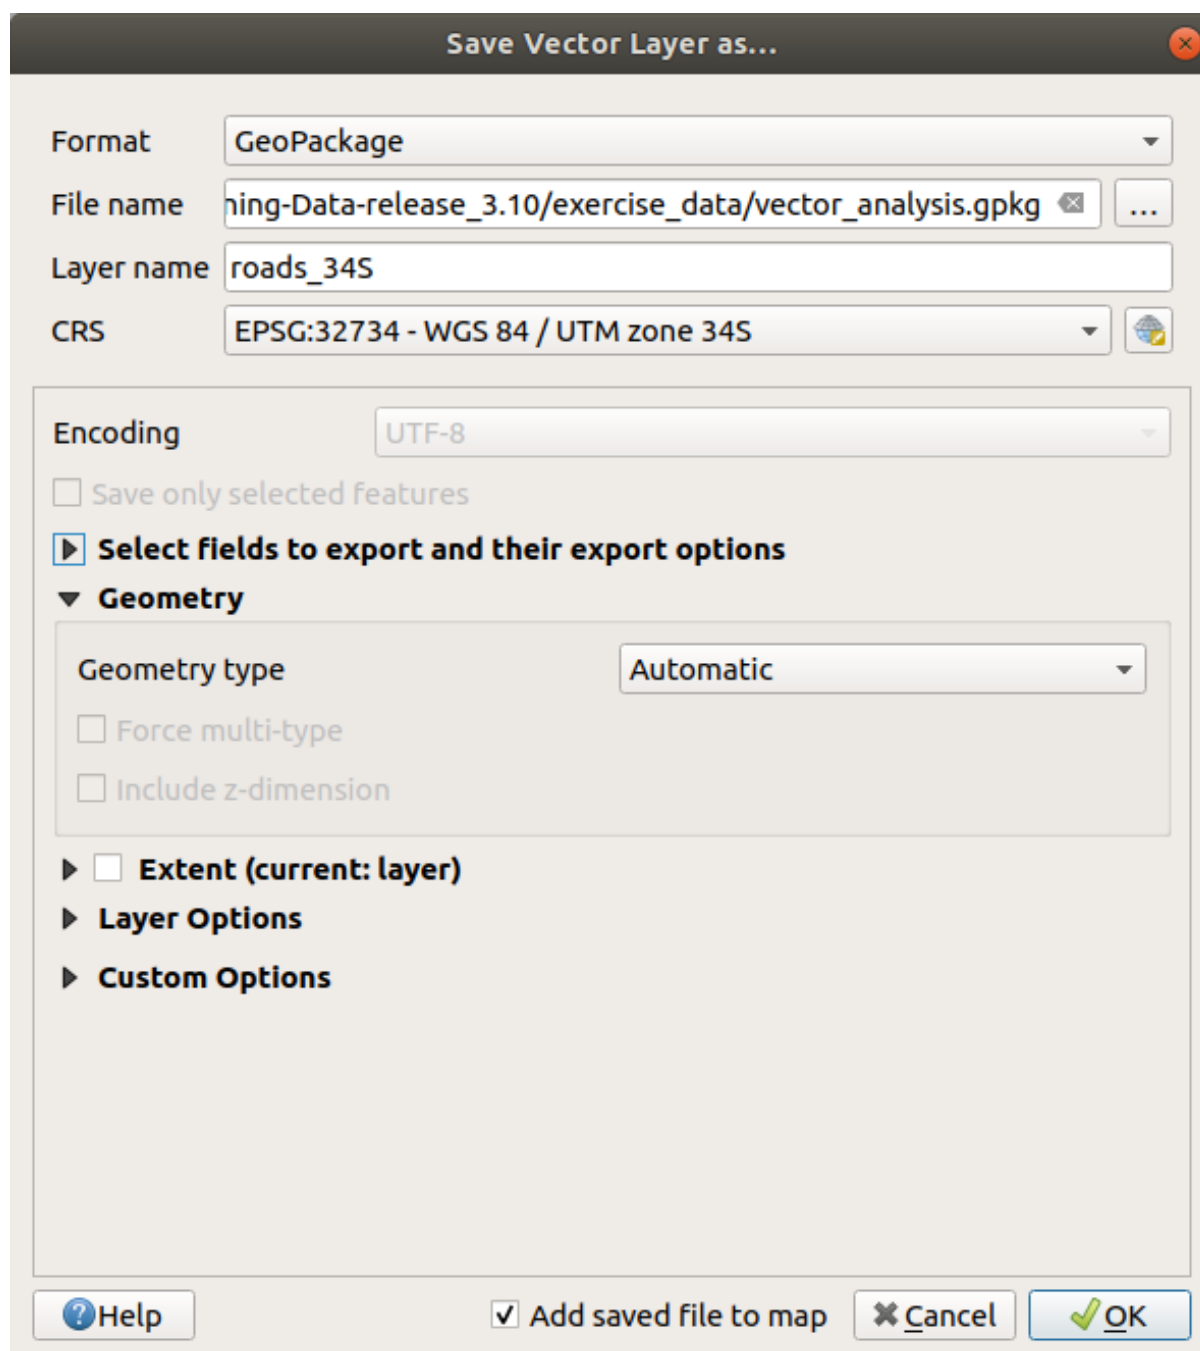 Save Vector Layer as...
Format GeoPackage
File name ning-Data-release_3.10/exercise_data/vector_analysis.gpkg ...
Layer name roads_34S
CRS EPSG:32734 - WGS 84 / UTM zone 34S
Encoding UTF-8
Save only selected features
Select fields to export and their export options
Geometry
Geometry type Automatic
Force multi-type
Include z-dimension
Extent (current: layer)
Layer Options
Custom Options
Help Add saved file to map Cancel OK